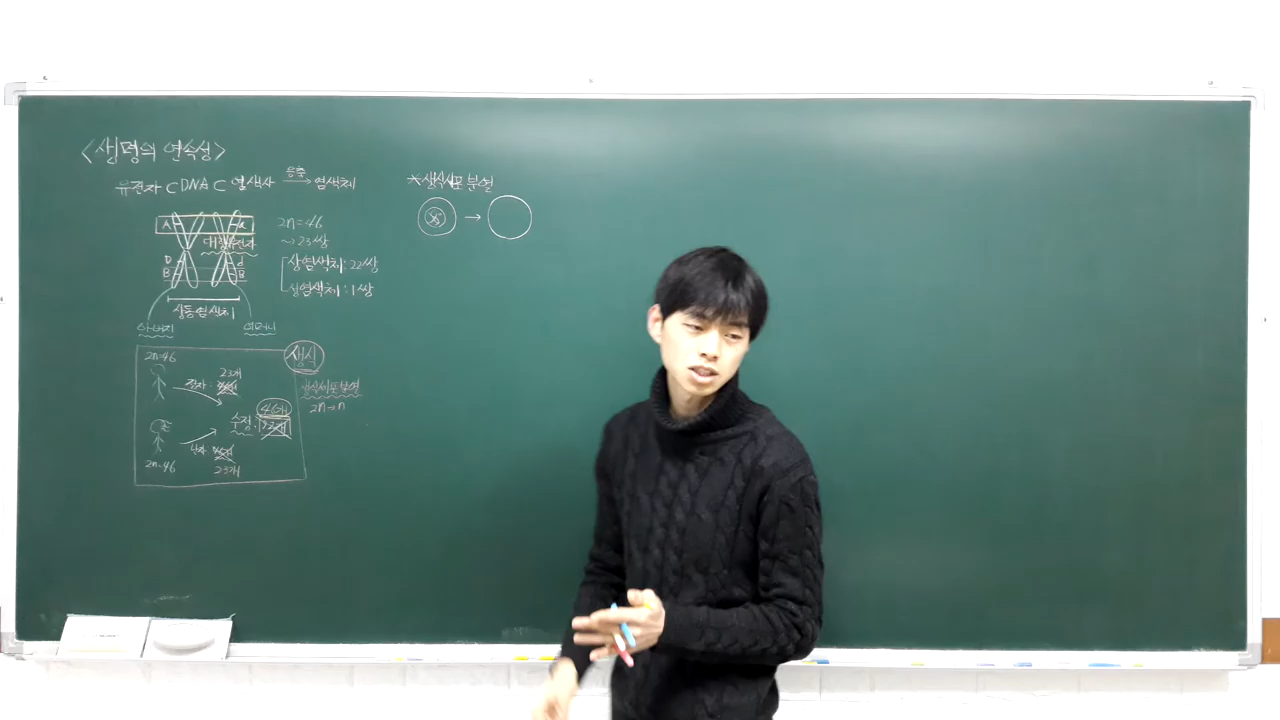 <생명의 연속성>
유전자 ⊂ DNA ⊂ 염색사 응축→ 염색체
A a
대립유전자
D d
B B
상동염색체
아버지 어머니
2n=46
→ 23쌍
상염색체: 22쌍
성염색체: 1쌍
생식
2n=46
정자 23개
수정. 46개
난자
23개
2n=46
생식세포분열
2n→n
※생식세포 분열